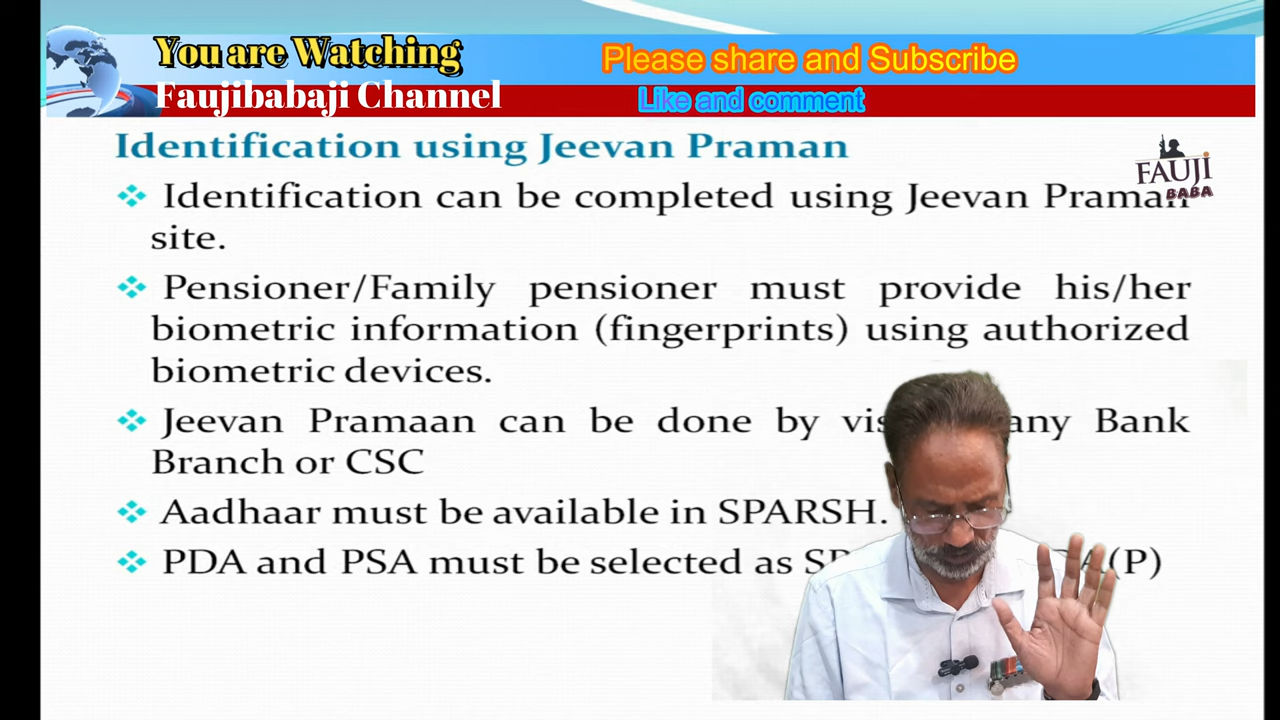 You are Watching
Please share and Subscribe
Faujibabaji Channel
Like and comment
Identification using Jeevan Praman
FAUJI
BABA
Identification can be completed using Jeevan Praman
site.
Pensioner/Family pensioner must provide his/her
biometric information (fingerprints) using authorized
biometric devices.
Jeevan Pramaan can be done by any Bank
Branch or CSC
Aadhaar must be available in SPARSH.
PDA and PSA must be selected as (P)